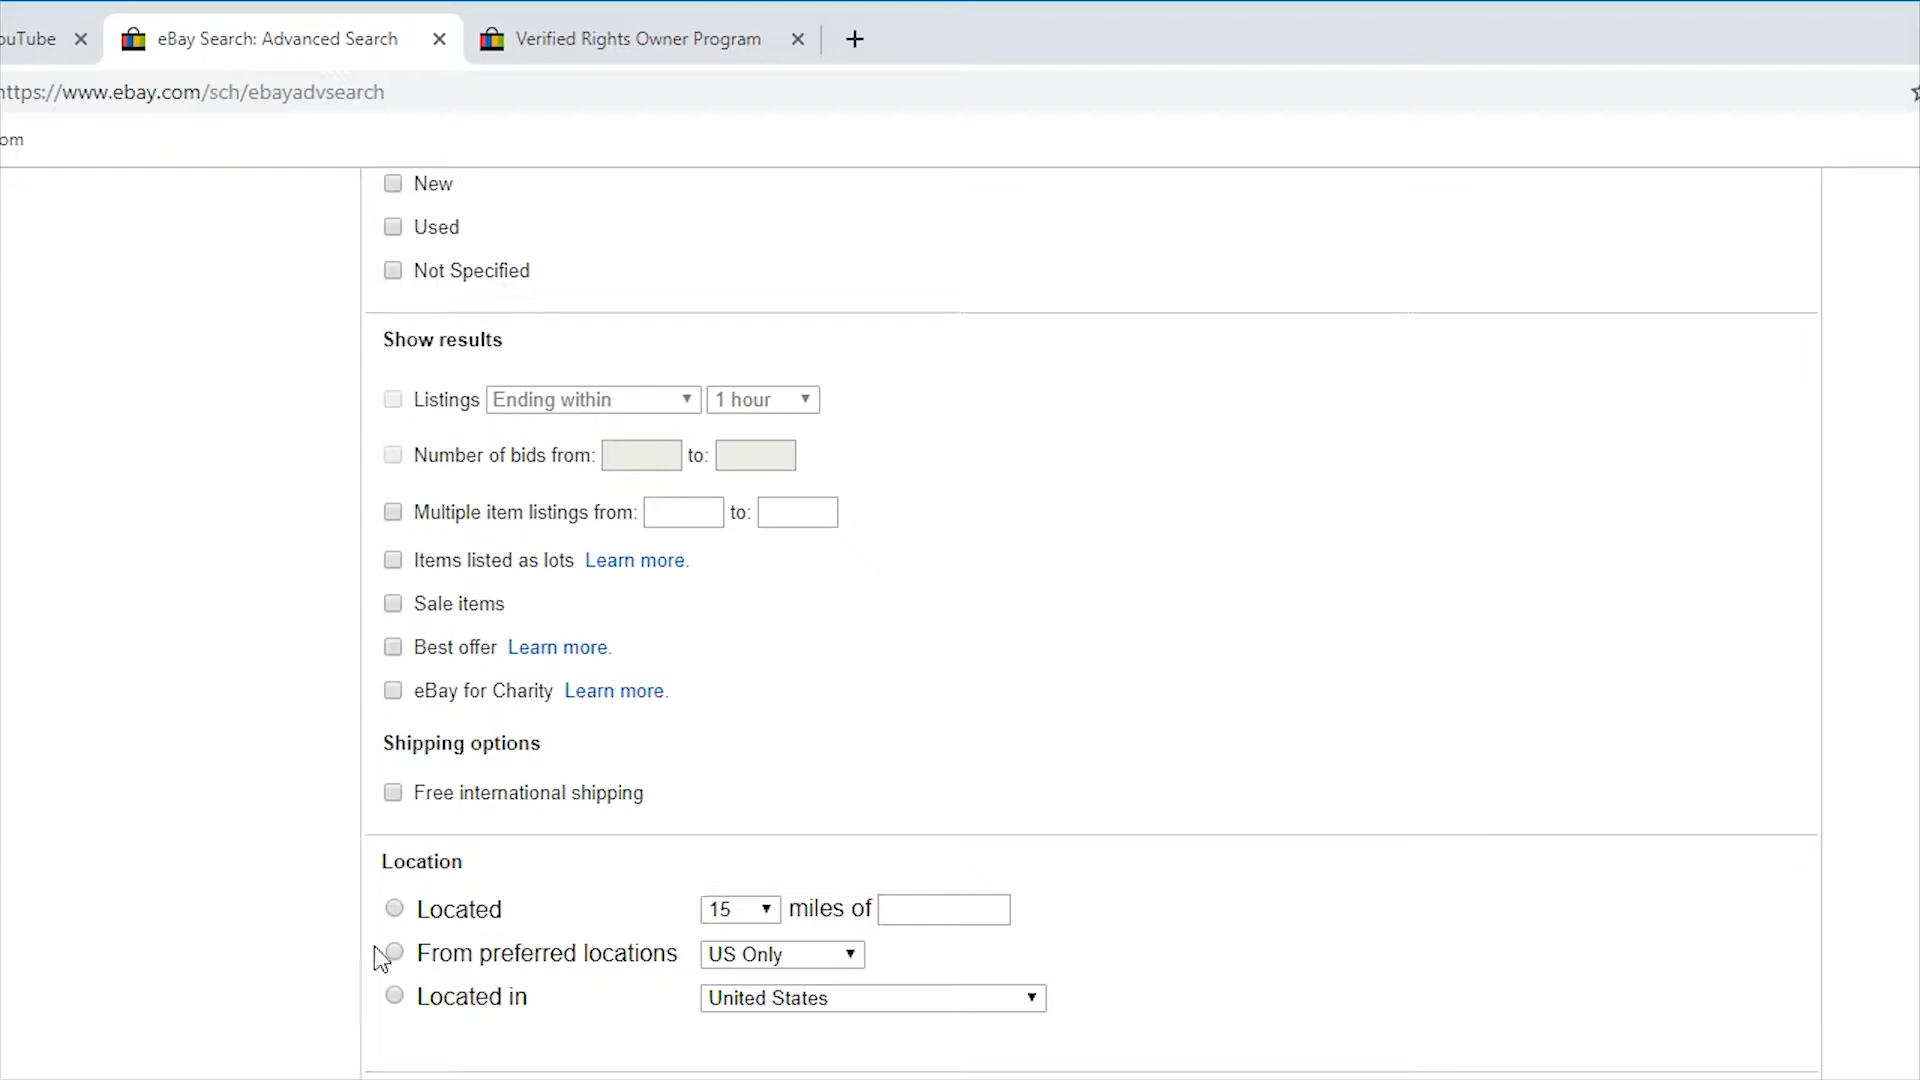 ouTube
eBay Search: Advanced Search
Verified Rights Owner Program
ttps://www.ebay.com/sch/ebayadvsearch
om
New
Used
Not Specified
Show results
Listings Ending within 1 hour
Number of bids from: to:
Multiple item listings from: to:
Items listed as lots Learn more.
Sale items
Best offer Learn more.
eBay for Charity Learn more.
Shipping options
Free international shipping
Location
Located 15 miles of
From preferred locations US Only
Located in United States